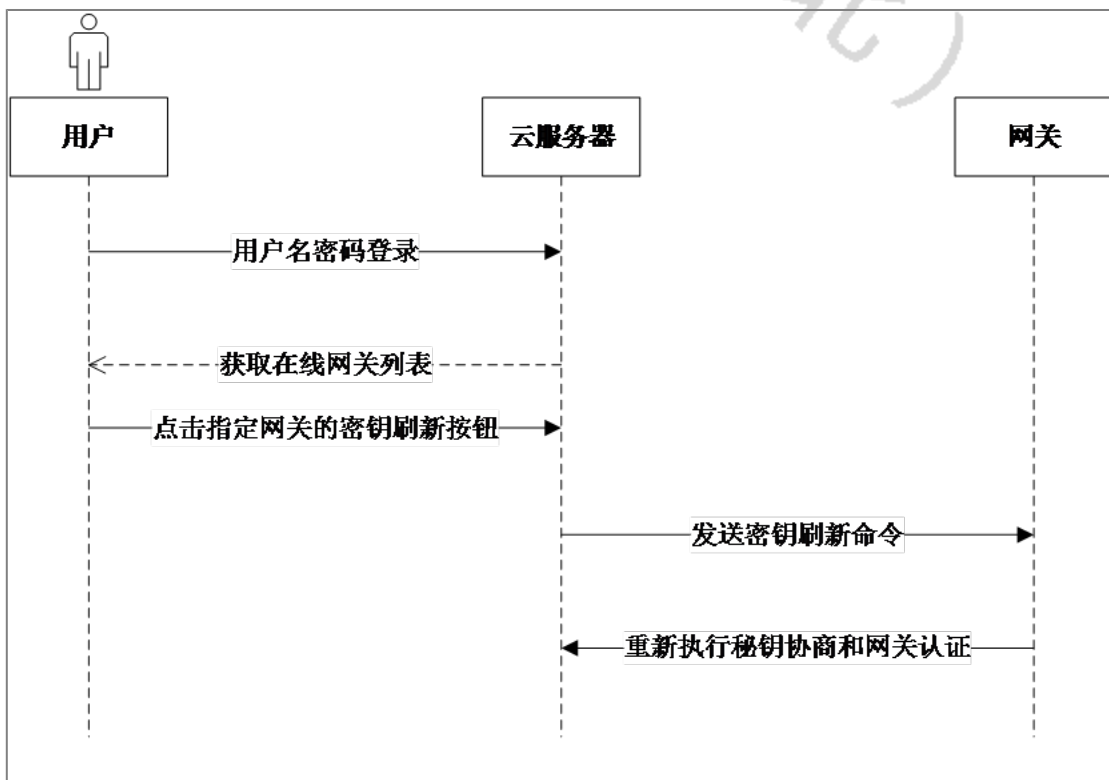 用户
云服务器
网关
用户名密码登录
获取在线网关列表
点击指定网关的密钥刷新按钮
发送密钥刷新命令
重新执行秘钥协商和网关认证